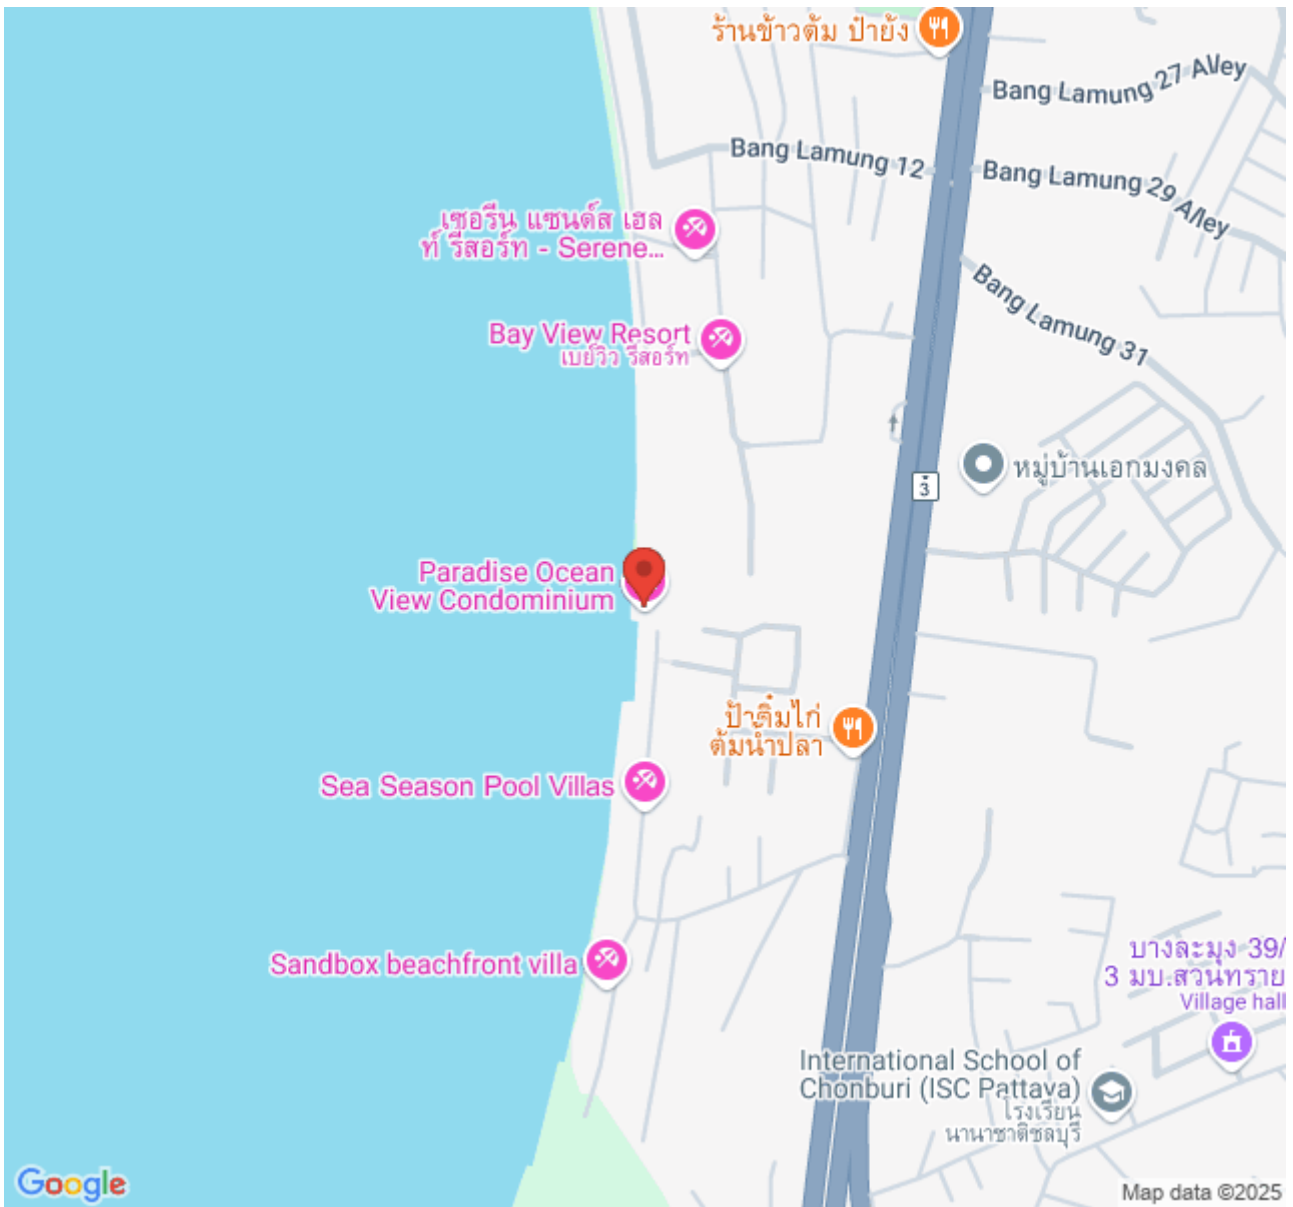 ร้านข้าวต้ม ป๋ายัง
Bang Lamung 27 Alley
Bang Lamung 12
Bang Lamung 29 Alley
เซอรีน แซนด์ส เฮล
ท์ รีสอร์ท - Serene...
Bang Lamung 31
Bay View Resort
เบย์วิว รีสอร์ท
หมู่บ้านเอกมงคล
3
Paradise Ocean
View Condominium
ป้าติ๋มไก่
ต้มน้ำปลา
Sea Season Pool Villas
Sandbox beachfront villa
บางละมุง 39/
3 มบ.สวนทราย
Village hall
International School of
Chonburi (ISC Pattaya)
โรงเรียน
นานาชาติชลบุรี
Google
Map data ©2025